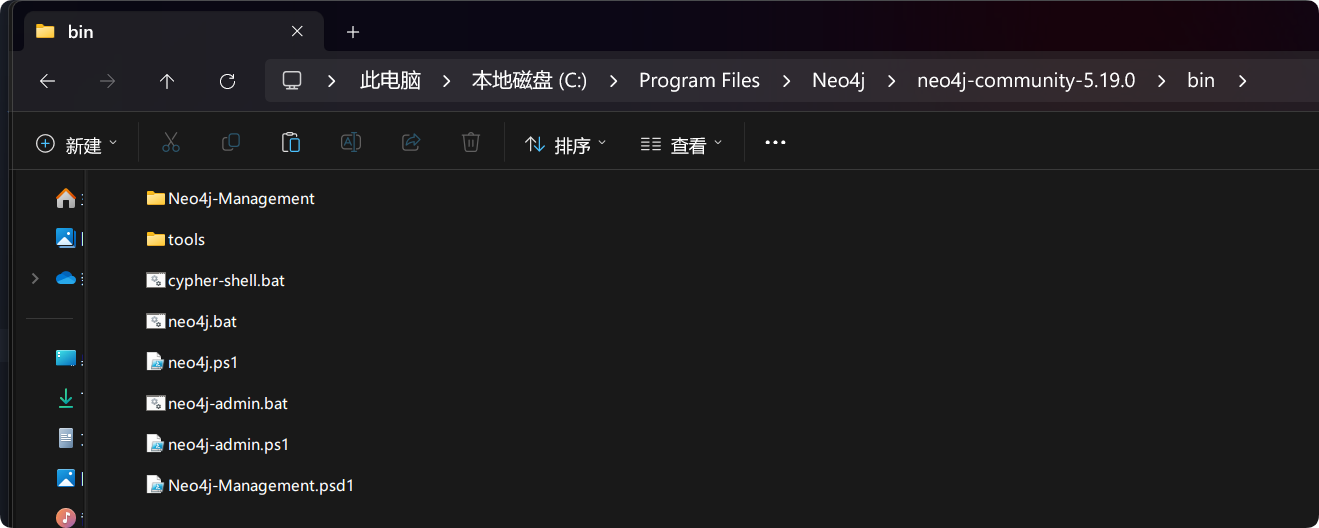 bin
此电脑 本地磁盘 (C:) Program Files Neo4j neo4j-community-5.19.0 bin
新建 排序 查看
Neo4j-Management
tools
cypher-shell.bat
neo4j.bat
neo4j.ps1
neo4j-admin.bat
neo4j-admin.ps1
Neo4j-Management.psd1